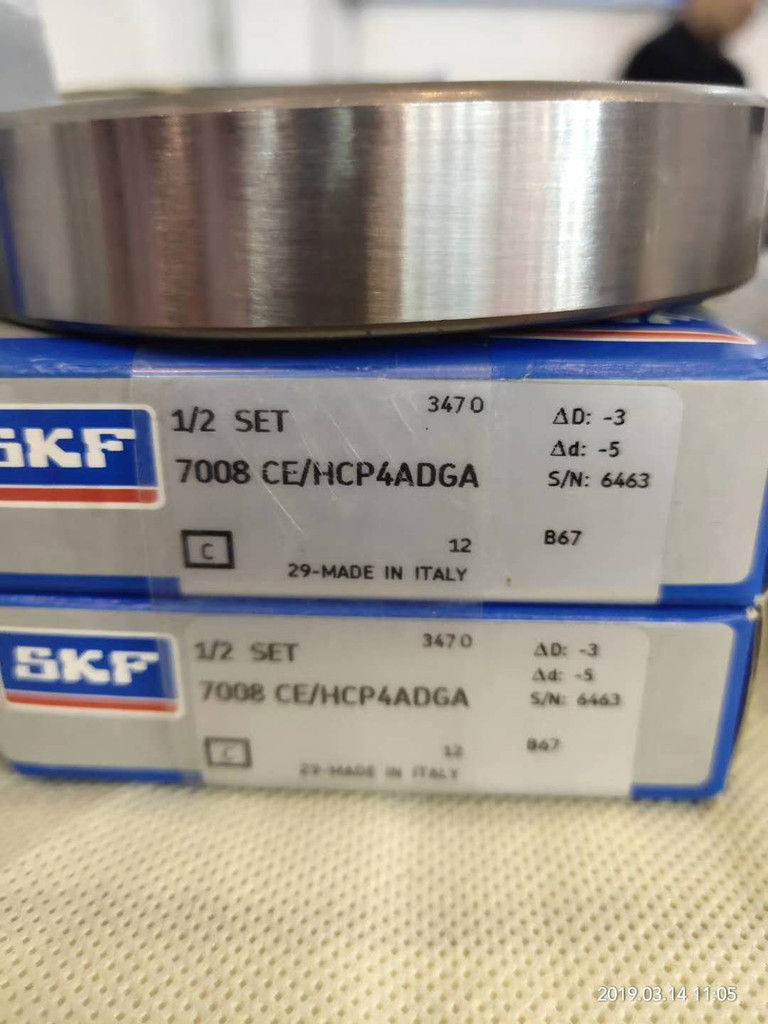 SKF
1/2 SET
3470
ΔD: -3
Δd: -5
7008 CE/HCP4ADGA
S/N: 6463
C
12
B67
29-MADE IN ITALY
SKF
1/2 SET
3470
ΔD: -3
Δd: -5
7008 CE/HCP4ADGA
S/N: 6463
C
12
B67
29-MADE IN ITALY
2019.03.14 11:05